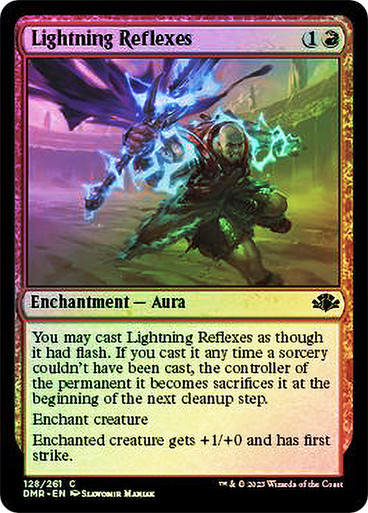 Lightning Reflexes 1
Enchantment — Aura
You may cast Lightning Reflexes as though
it had flash. If you cast it any time a sorcery
couldn't have been cast, the controller of
the permanent it becomes sacrifices it at the
beginning of the next cleanup step.
Enchant creature
Enchanted creature gets +1/+0 and has first
strike.
128/261 C
DMR • EN Slawomir Maniak
™ & © 2023 Wizards of the Coast